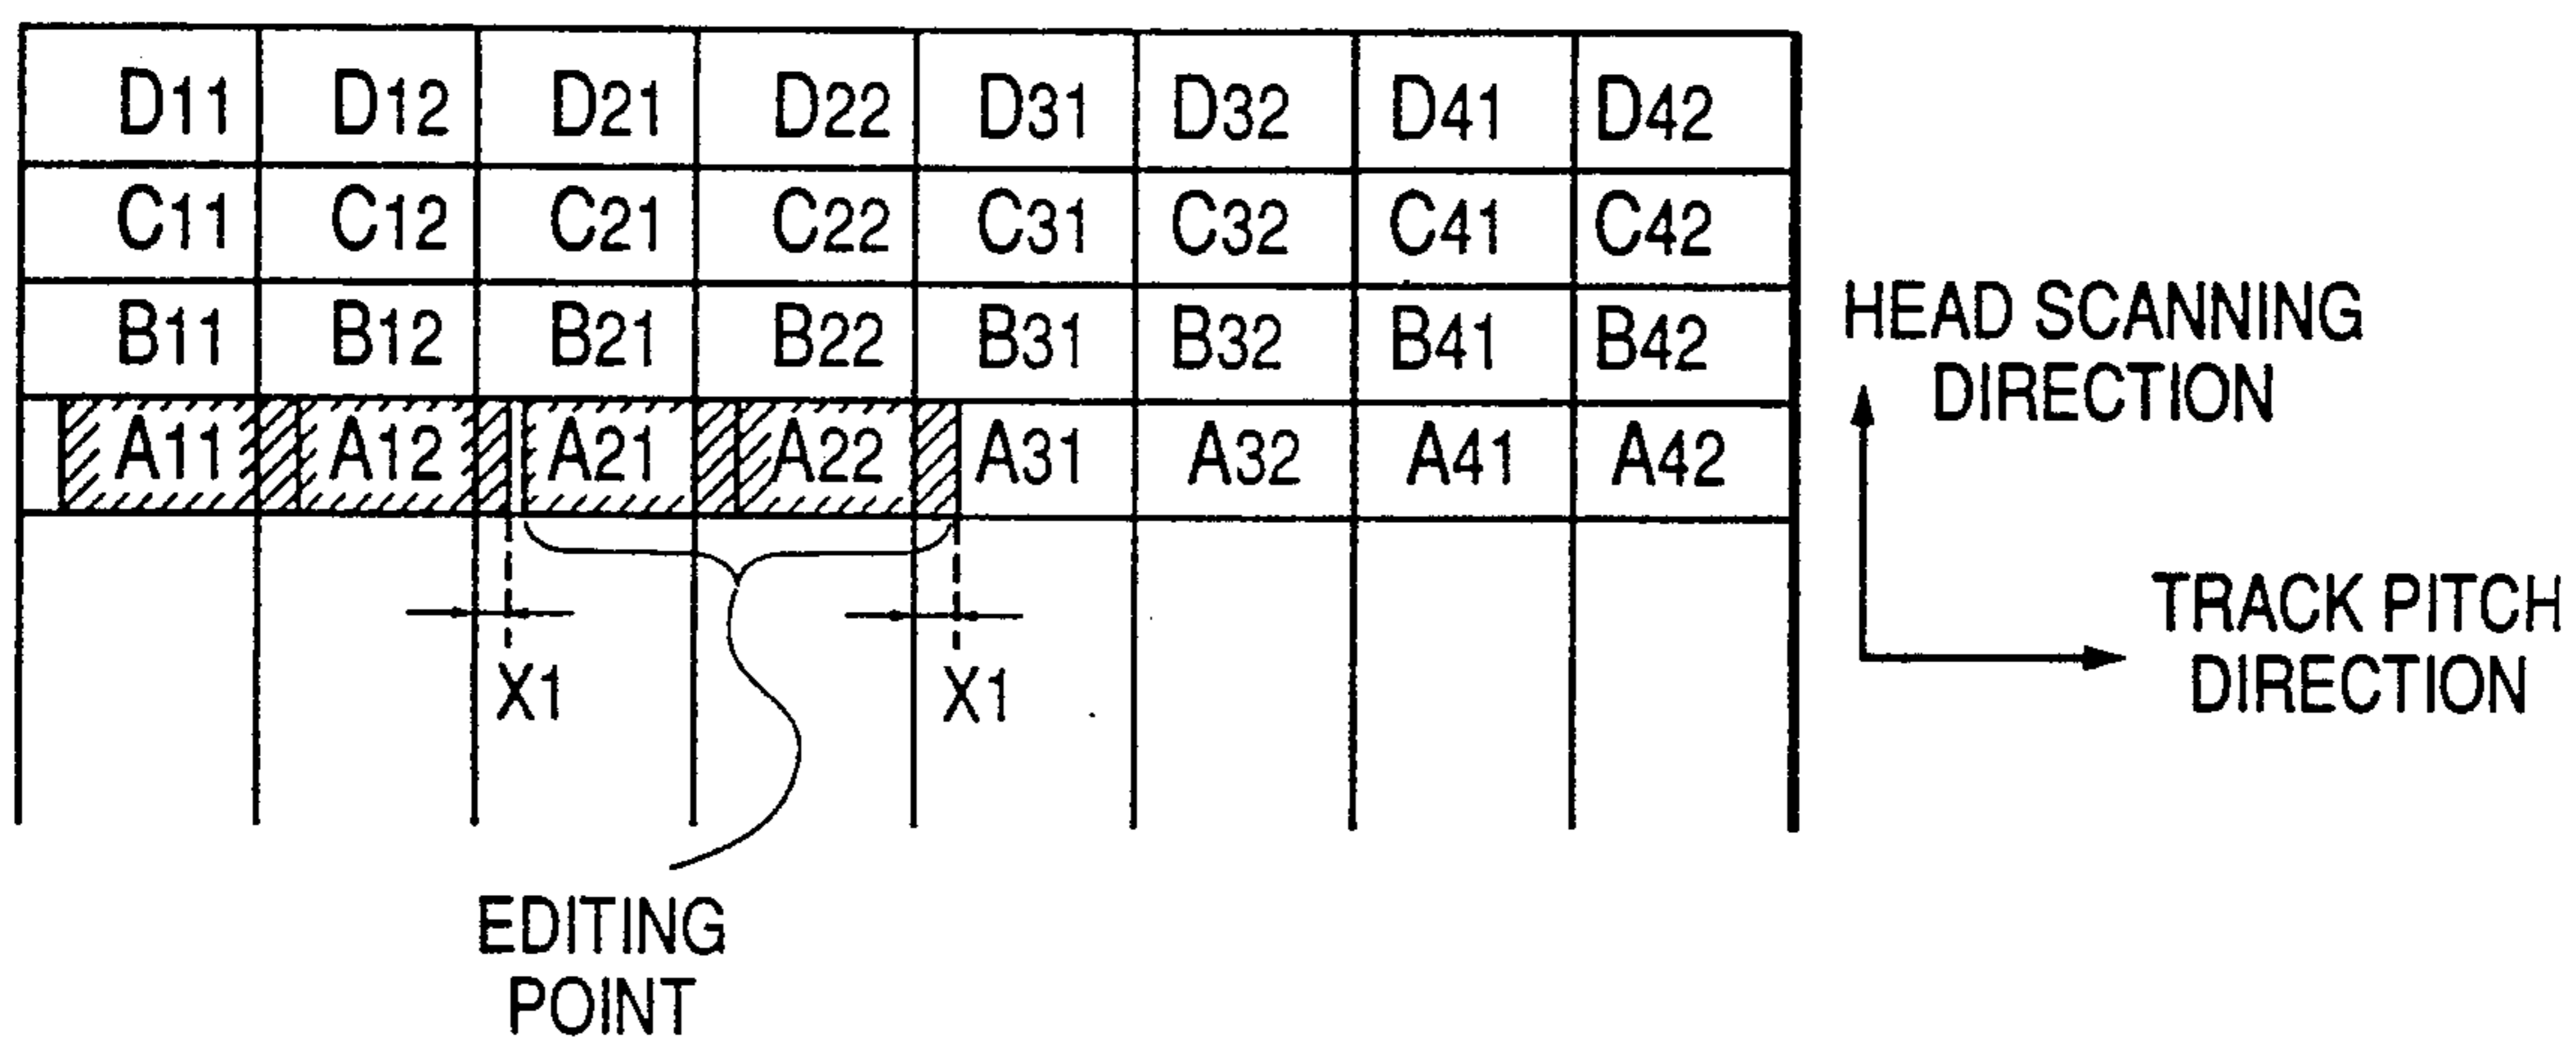 D11 D12 D21 D22 D31 D32 D41 D42
C11 C12 C21 C22 C31 C32 C41 C42
B11 B12 B21 B22 B31 B32 B41 B42
A11 A12 A21 A22 A31 A32 A41 A42
HEAD SCANNING
DIRECTION
TRACK PITCH
DIRECTION
X1 X1
EDITING
POINT